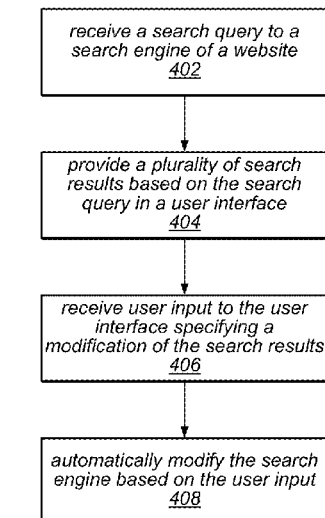 receive a search query to a
search engine of a website
402
provide a plurality of search
results based on the search
query in a user interface
404
receive user input to the user
interface specifying a
modification of the search results
406
automatically modify the search
engine based on the user input
408